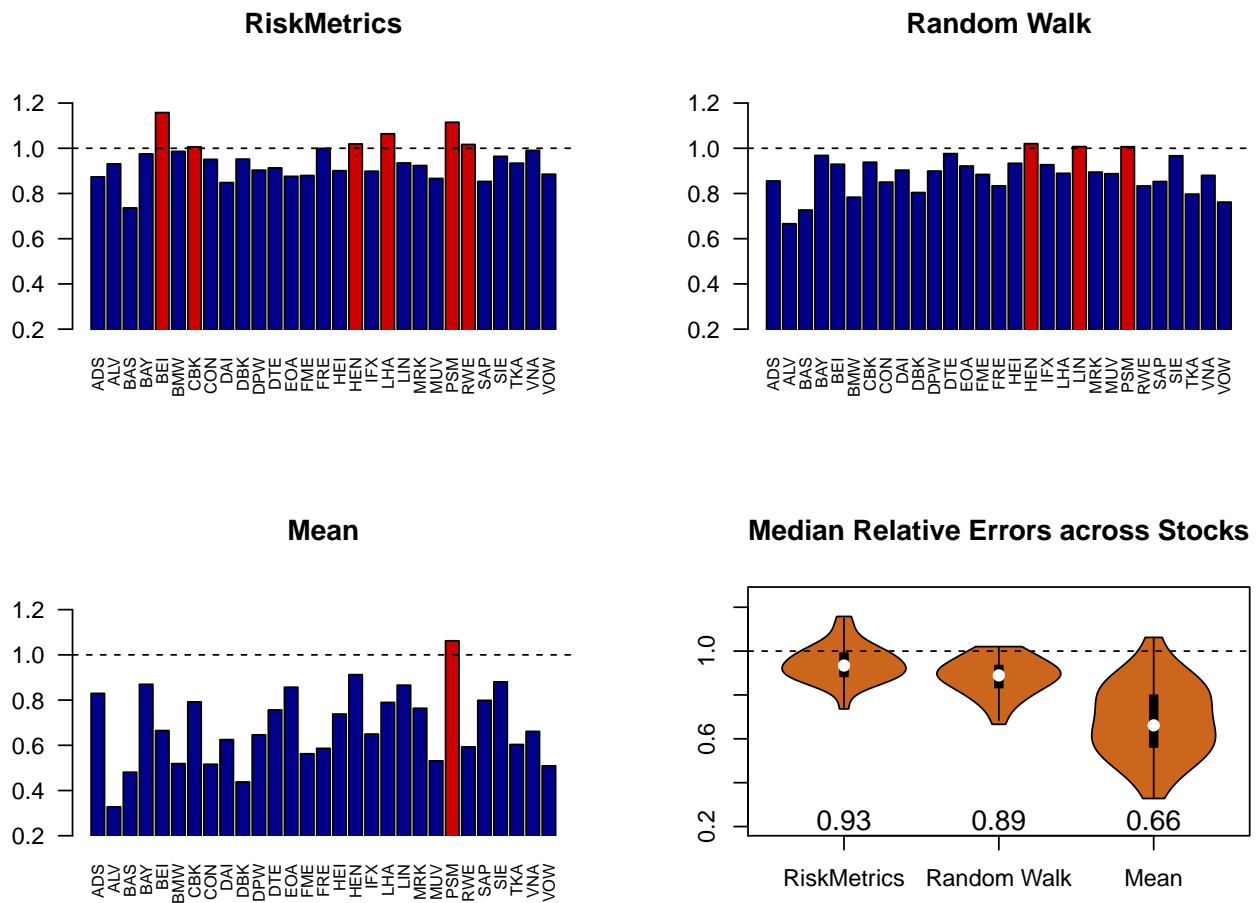 RiskMetrics
1.2
1.0
0.8
0.6
0.4
0.2
ADS ALV BAS BAY BEI BMW CBK CON DAI DBK DPW DTE EOA FME FRE HEI HEN IFX LHA LIN MRK MUV PSM RWE SAP SIE TKA VNA VOW
Random Walk
1.2
1.0
0.8
0.6
0.4
0.2
ADS ALV BAS BAY BEI BMW CBK CON DAI DBK DPW DTE EOA FME FRE HEI HEN IFX LHA LIN MRK MUV PSM RWE SAP SIE TKA VNA VOW
Mean
1.2
1.0
0.8
0.6
0.4
0.2
ADS ALV BAS BAY BEI BMW CBK CON DAI DBK DPW DTE EOA FME FRE HEI HEN IFX LHA LIN MRK MUV PSM RWE SAP SIE TKA VNA VOW
Median Relative Errors across Stocks
1.0
0.6
0.2
0.93 0.89 0.66
RiskMetrics Random Walk Mean